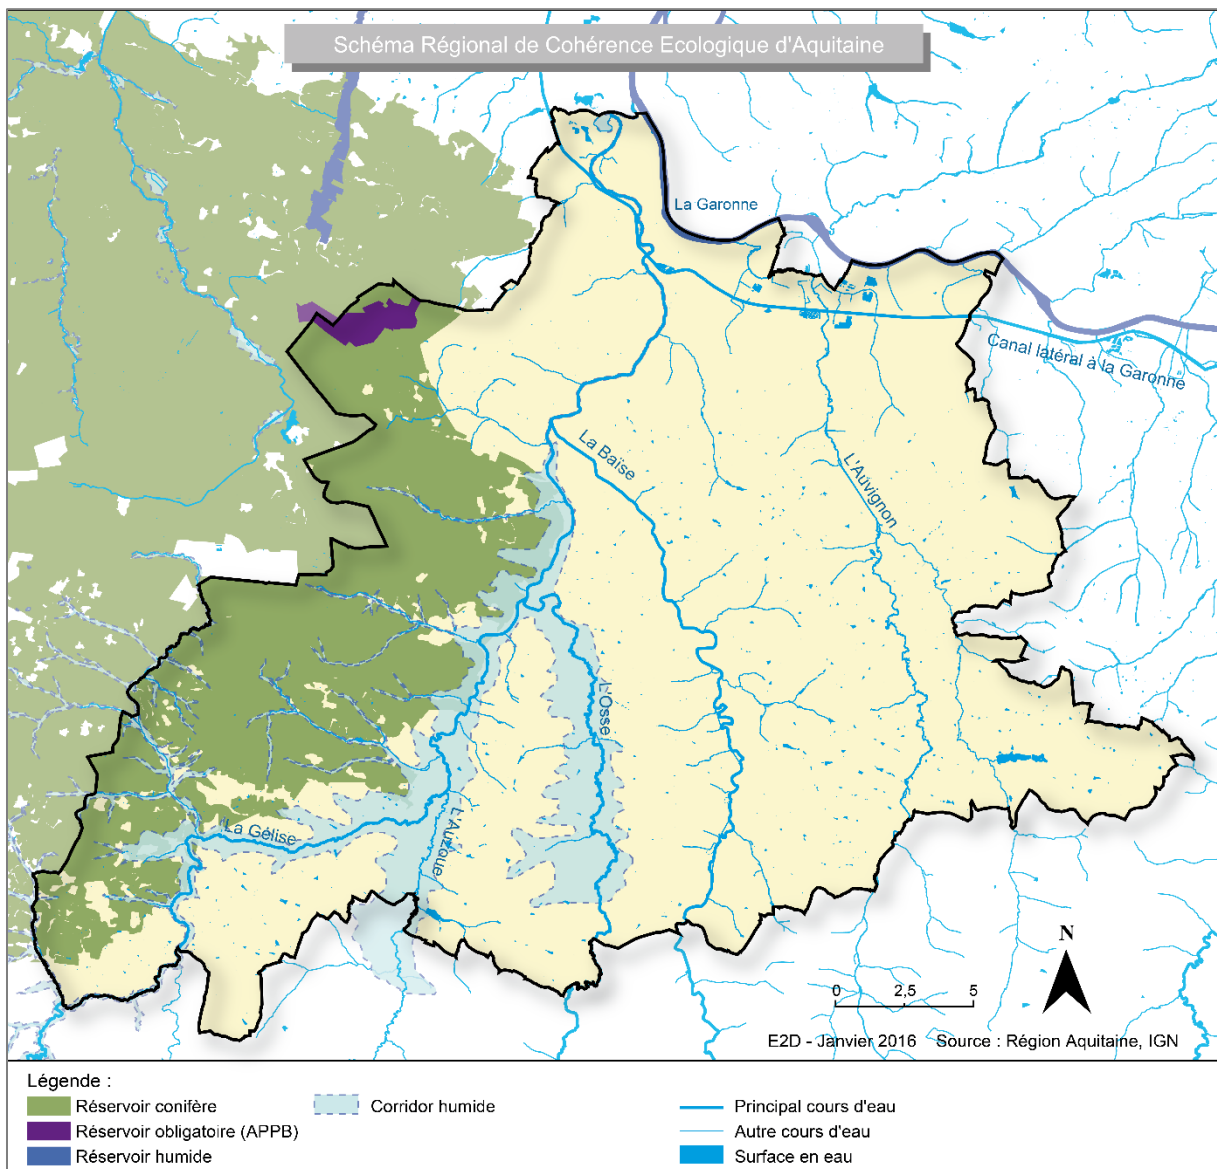 Schéma Régional de Cohérence Ecologique d'Aquitaine
La Garonne
Canal latéral à la Garonne
La Baïse
L'Auvignon
L'Osse
La Gélise
L'Auzoue
N
0 2,5 5
E2D - Janvier 2016 Source : Région Aquitaine, IGN
Légende :
Réservoir conifère
Réservoir obligatoire (APPB)
Réservoir humide
Corridor humide
Principal cours d'eau
Autre cours d'eau
Surface en eau